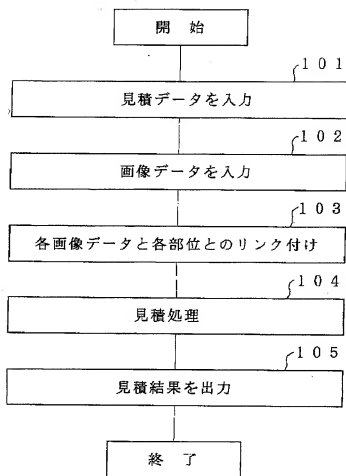 開 始
101
見積データを入力
102
画像データを入力
103
各画像データと各部位とのリンク付け
104
見積処理
105
見積結果を出力
終 了